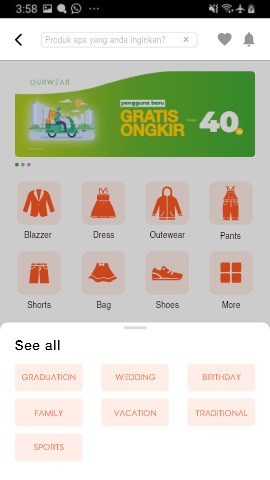 3:58
Produk apa yang anda inginkan?
OURWEAR
pengguna baru
GRATIS
ONGKIR
40
Blazzer Dress Outewear Pants
Shorts Bag Shoes More
See all
GRADUATION WEDDING BIRTHDAY
FAMILY VACATION TRADITIONAL
SPORTS